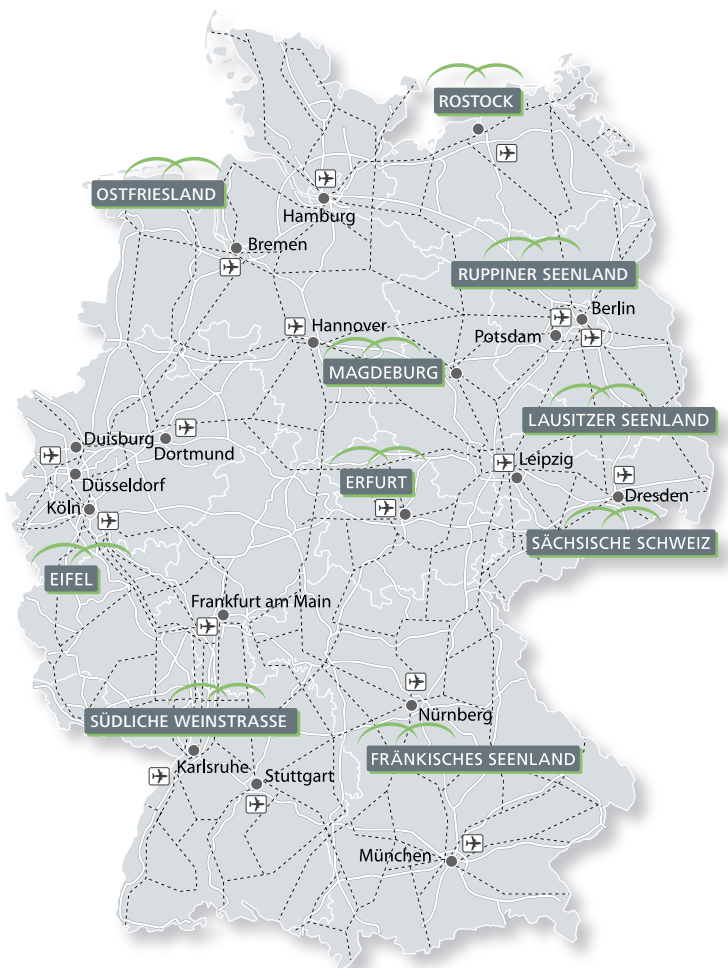 ROSTOCK
OSTFRIESLAND
Hamburg
Bremen
RUPPINER SEENLAND
Berlin
Hannover
Potsdam
MAGDEBURG
LAUSITZER SEENLAND
Duisburg
Dortmund
Leipzig
Düsseldorf
ERFURT
Dresden
Köln
SÄCHSISCHE SCHWEIZ
EIFEL
Frankfurt am Main
Nürnberg
SÜDLICHE WEINSTRASSE
FRÄNKISCHES SEENLAND
Karlsruhe
Stuttgart
München